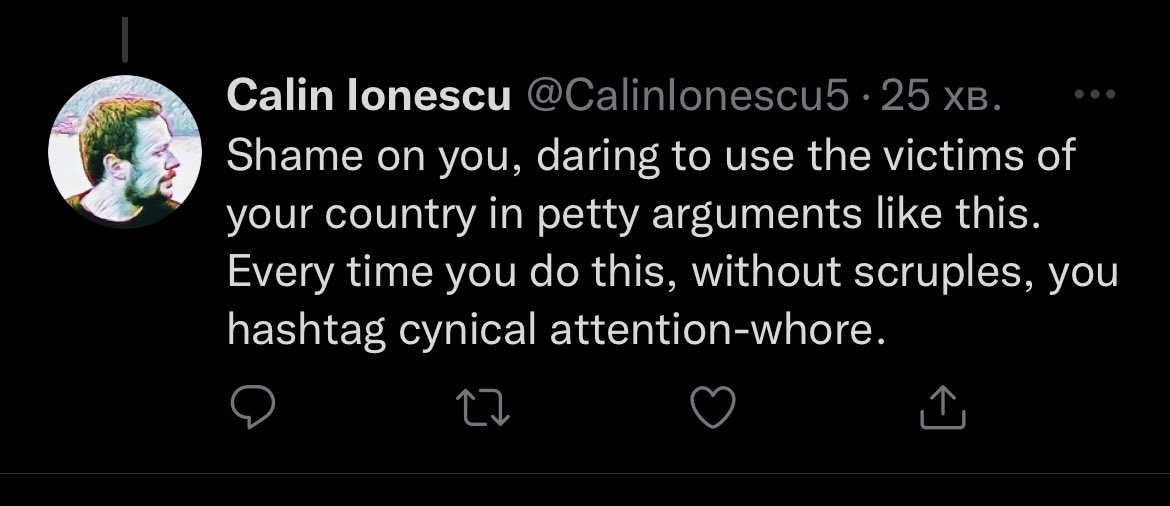 Calin Ionescu @CalinIonescu5 · 25 хв.
Shame on you, daring to use the victims of
your country in petty arguments like this.
Every time you do this, without scruples, you
hashtag cynical attention-whore.